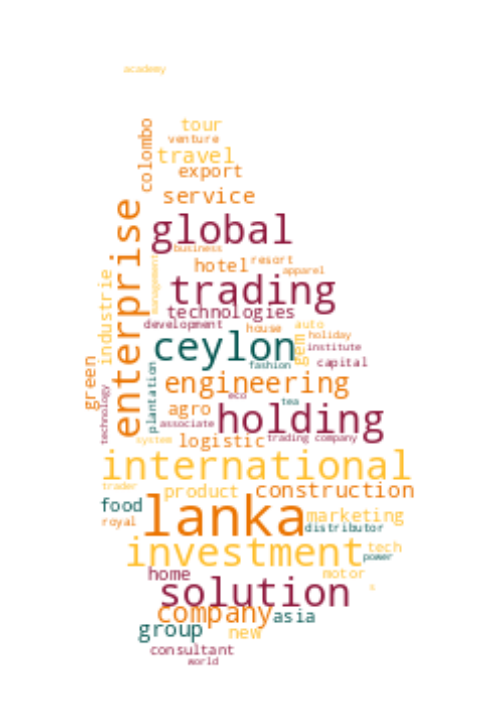 academy
tour
colombo
venture
travel
export
service
enterprise
global
business
hotel
resort
apparel
management
industrie
trading
technologies
development
house
auto
holiday
ceylon
gem
institute
fashion
capital
green
plantation
engineering
technology
eco
tea
agro
holding
associate
system
logistic
trading company
international
trader
product
construction
food
lanka
marketing
royal
distributor
investment
tech
power
home
motor
solution
s
company
asia
group
new
consultant
world